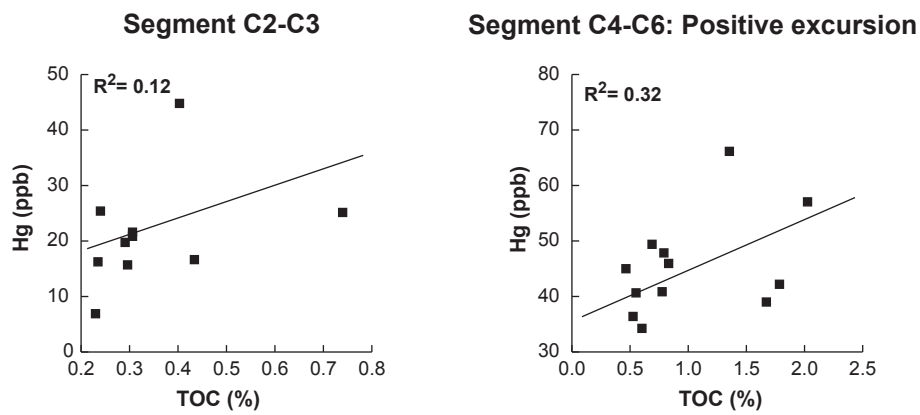 Segment C2-C3
R2= 0.12
50
40
30
20
10
0
Hg (ppb)
0.2 0.3 0.4 0.5 0.6 0.7 0.8
TOC (%)
Segment C4-C6: Positive excursion
R2= 0.32
80
70
60
50
40
30
Hg (ppb)
0.0 0.5 1.0 1.5 2.0 2.5
TOC (%)